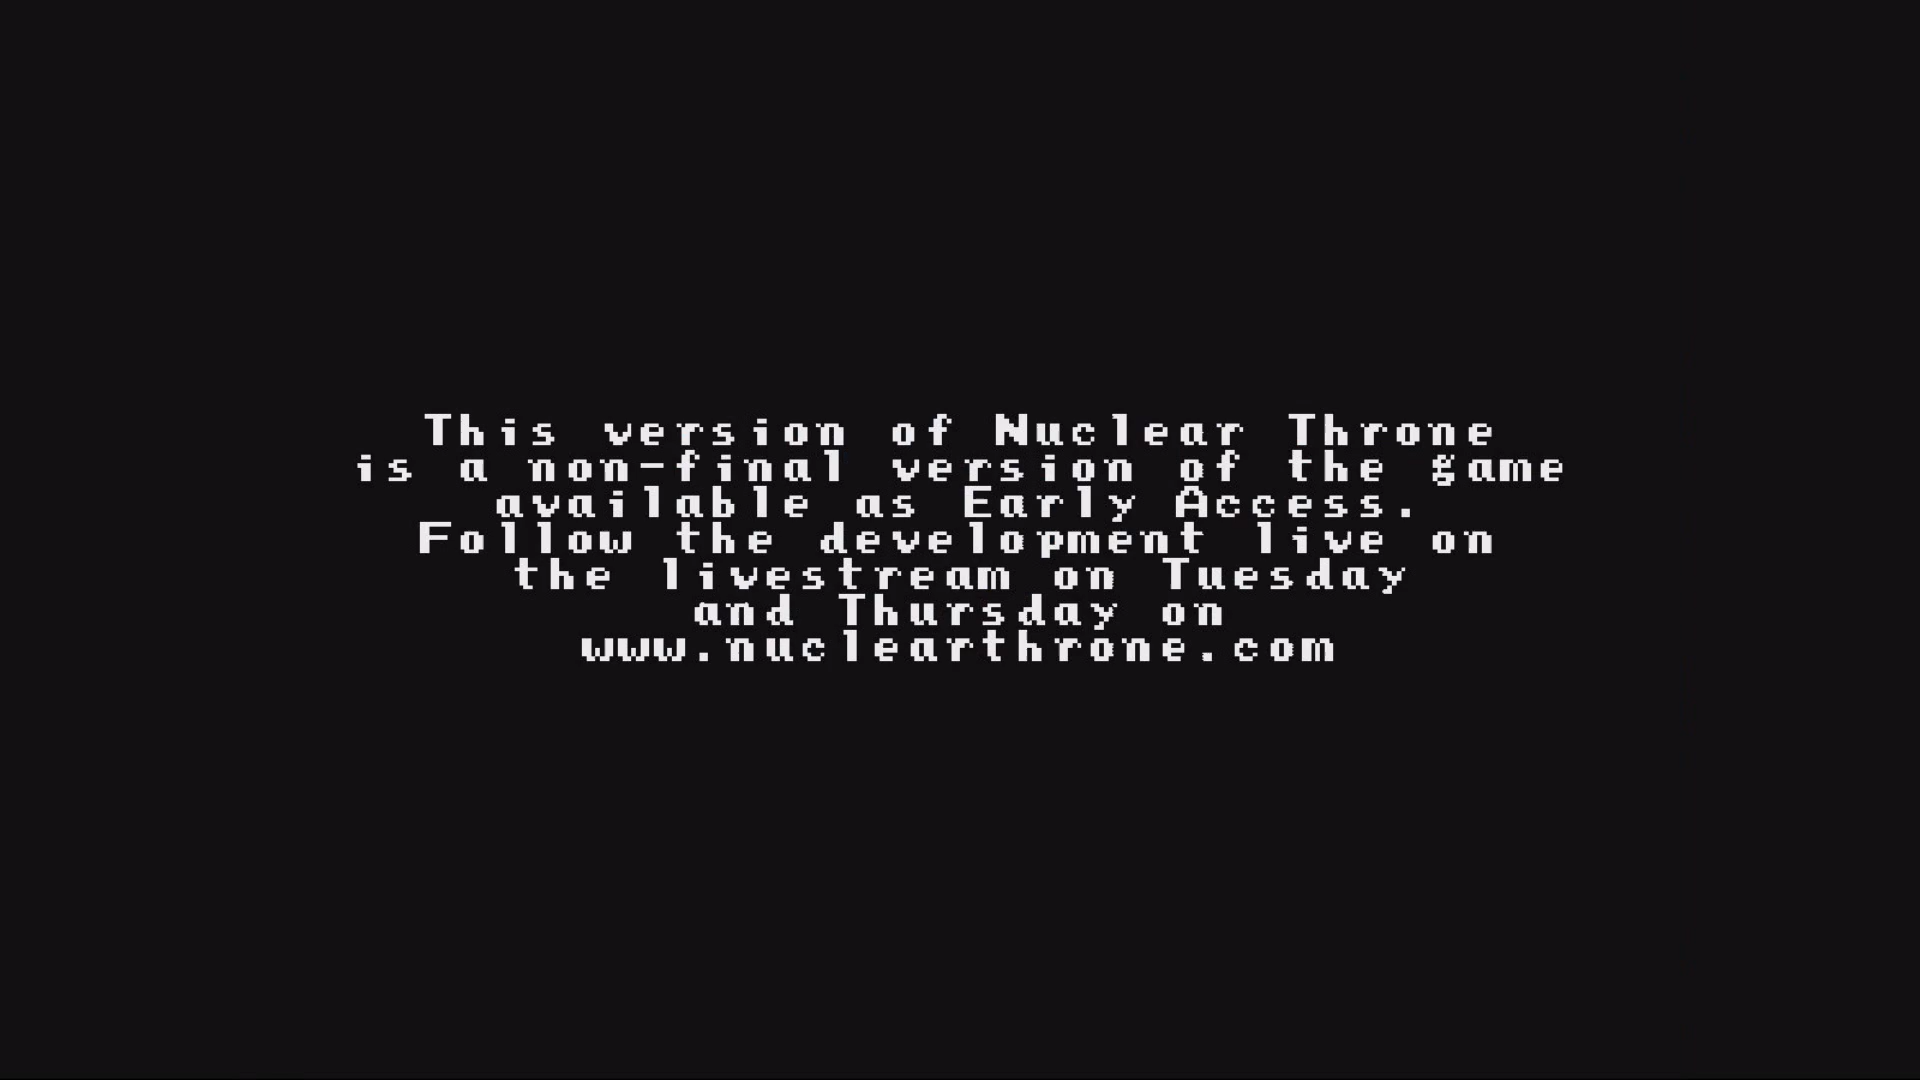 This version of Nuclear Throne
is a non-final version of the game
available as Early Access.
Follow the development live on
the livestream on Tuesday
and Thursday on
www.nuclearthrone.com